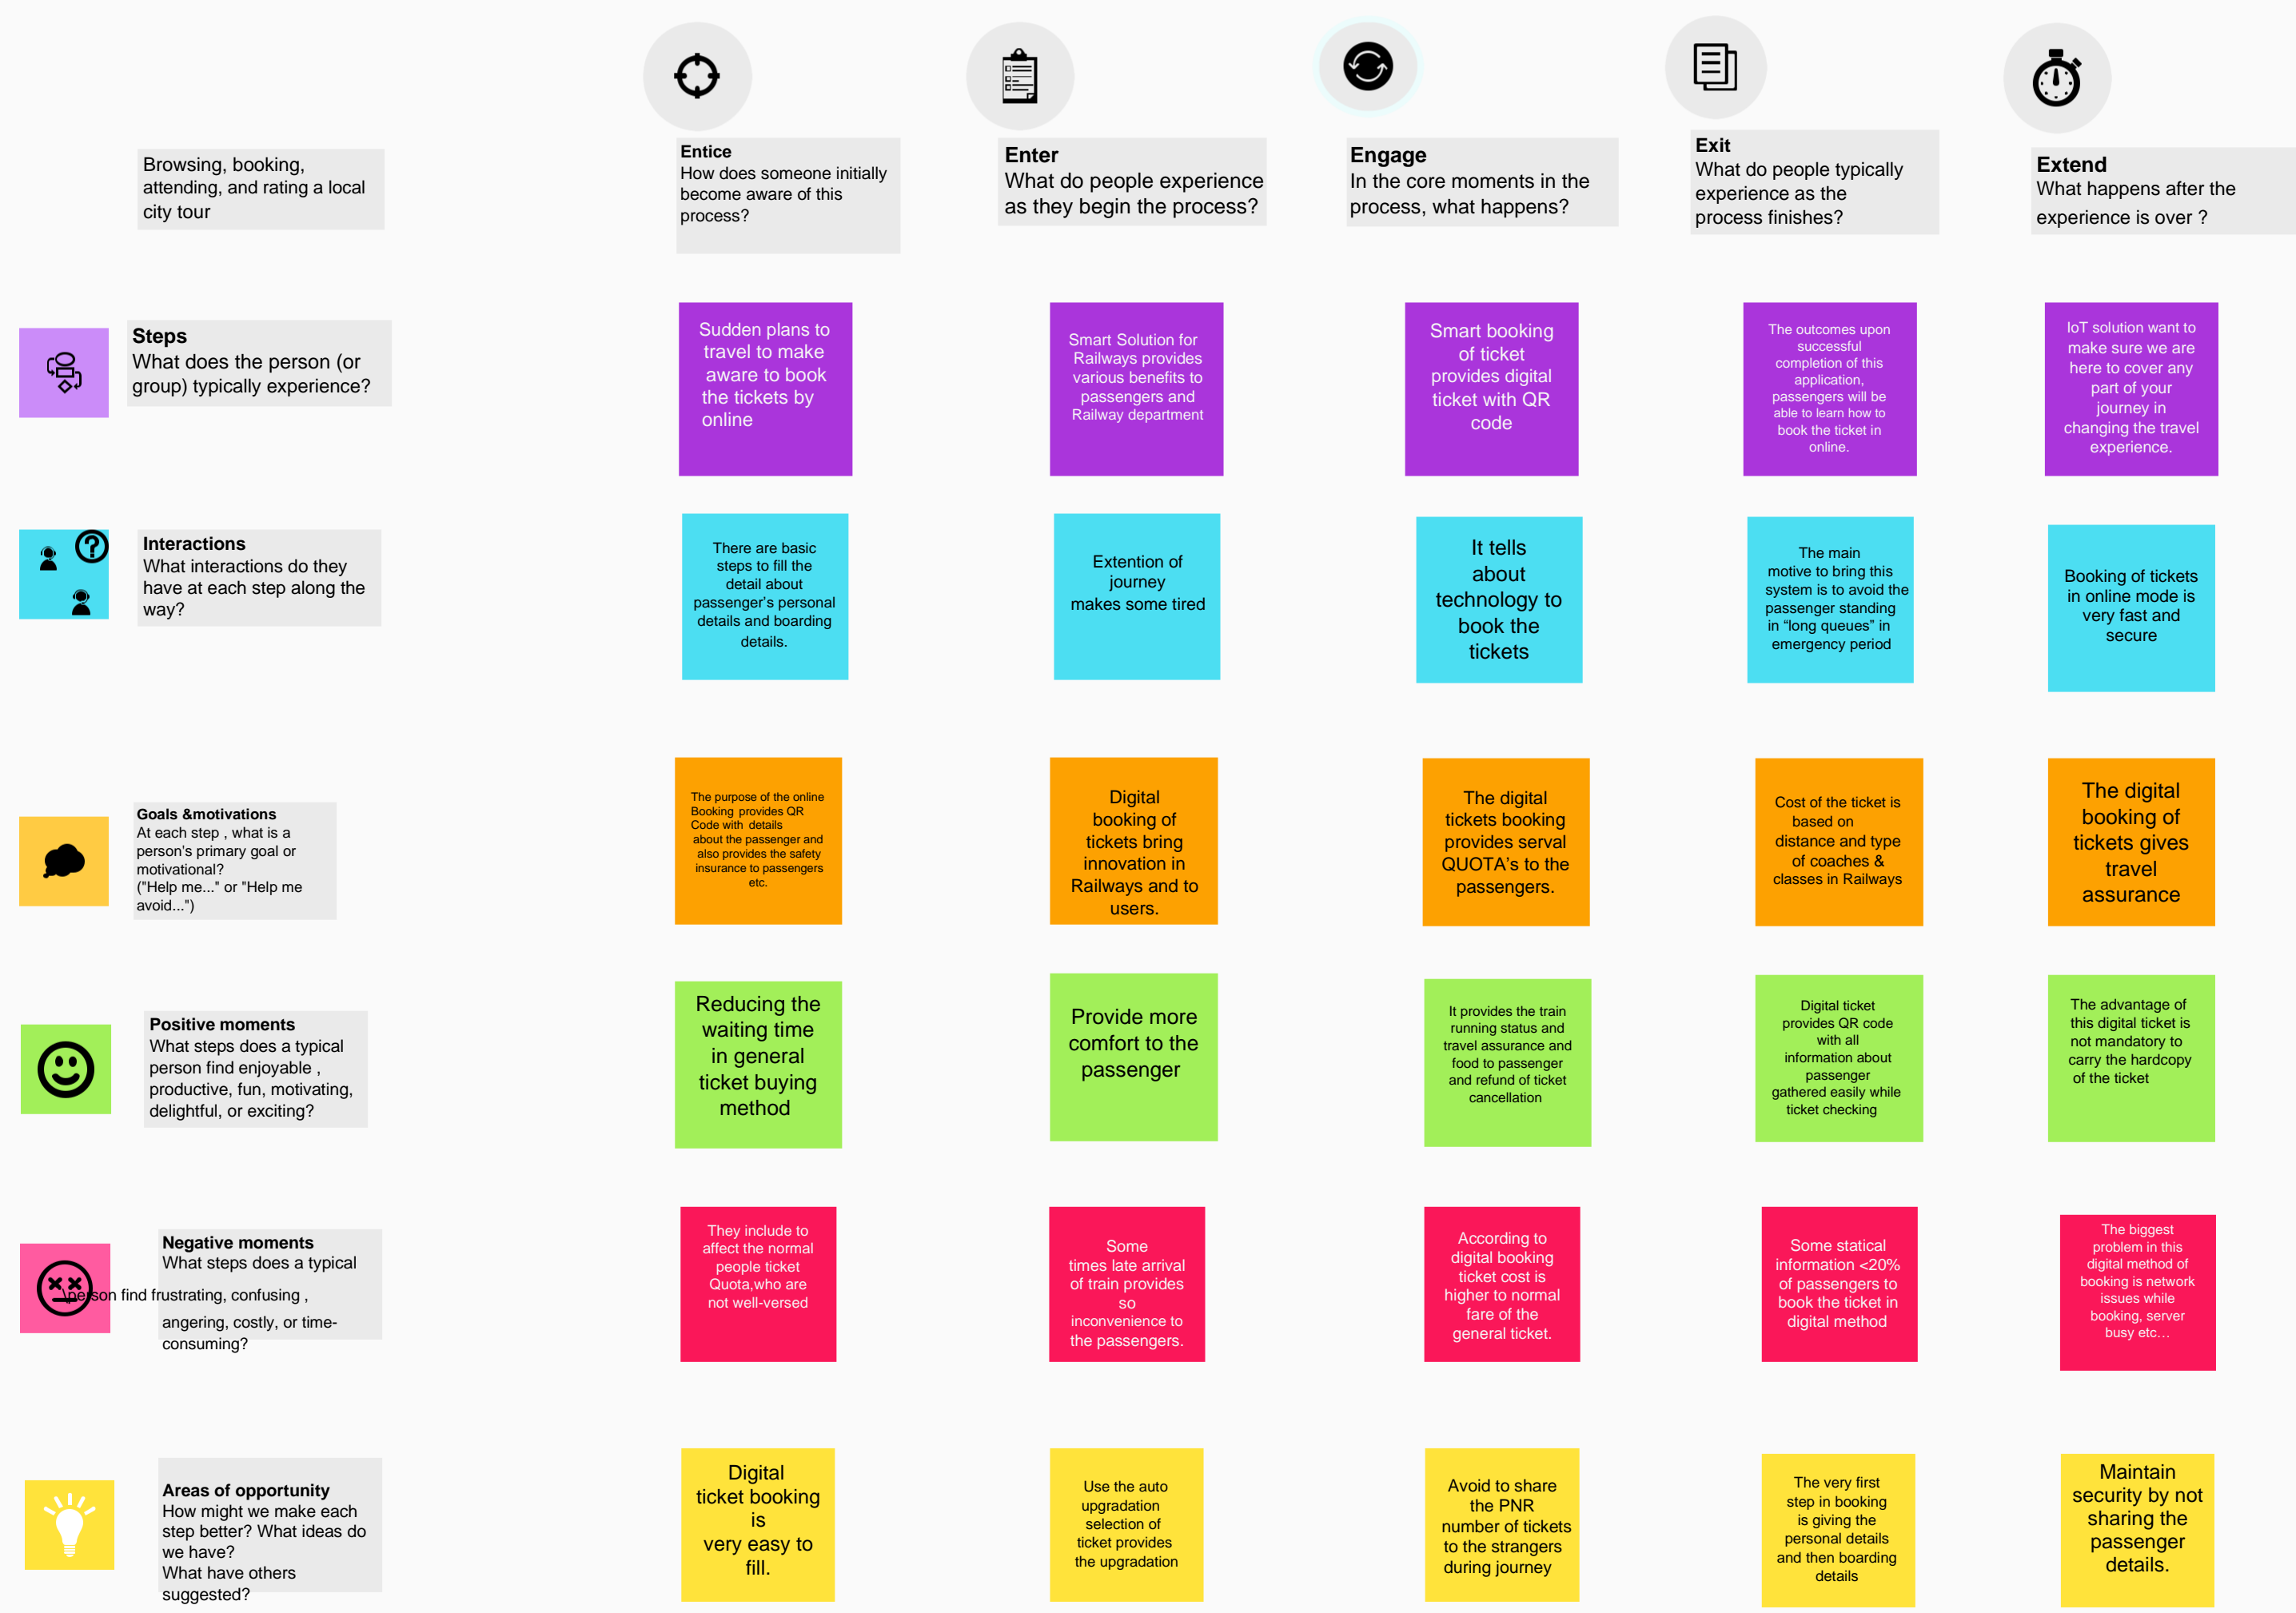 Browsing, booking,
attending, and rating a local
city tour
Entice
How does someone initially
become aware of this
process?
Enter
What do people experience
as they begin the process?
Engage
In the core moments in the
process, what happens?
Exit
What do people typically
experience as the
process finishes?
Extend
What happens after the
experience is over ?
Steps
What does the person (or
group) typically experience?
Sudden plans to
travel to make
aware to book
the tickets by
online
Smart Solution for
Railways provides
various benefits to
passengers and
Railway department
Smart booking
of ticket
provides digital
ticket with QR
code
The outcomes upon
successful
completion of this
application,
passengers will be
able to learn how to
book the ticket in
online.
IoT solution want to
make sure we are
here to cover any
part of your
journey in
changing the travel
experience.
Interactions
What interactions do they
have at each step along the
way?
There are basic
steps to fill the
detail about
passenger's personal
details and boarding
details.
Extention of
journey
makes some tired
It tells
about
technology to
book the
tickets
The main
motive to bring this
system is to avoid the
passenger standing
in “long queues” in
emergency period
Booking of tickets
in online mode is
very fast and
secure
Goals &motivations
At each step , what is a
person's primary goal or
motivational?
("Help me..." or "Help me
avoid...")
The purpose of the online
Booking provides QR
Code with details
about the passenger and
also provides the safety
insurance to passengers
etc.
Digital
booking of
tickets bring
innovation in
Railways and to
users.
The digital
tickets booking
provides serval
QUOTA's to the
passengers.
Cost of the ticket is
based on
distance and type
of coaches &
classes in Railways
The digital
booking of
tickets gives
travel
assurance
Positive moments
What steps does a typical
person find enjoyable ,
productive, fun, motivating,
delightful, or exciting?
Reducing the
waiting time
in general
ticket buying
method
Provide more
comfort to the
passenger
It provides the train
running status and
travel assurance and
food to passenger
and refund of ticket
cancellation
Digital ticket
provides QR code
with all
information about
passenger
gathered easily while
ticket checking
The advantage of
this digital ticket is
not mandatory to
carry the hardcopy
of the ticket
Negative moments
What steps does a typical
\person find frustrating, confusing ,
angering, costly, or time-
consuming?
They include to
affect the normal
people ticket
Quota,who are
not well-versed
Some
times late arrival
of train provides
so
inconvenience to
the passengers.
According to
digital booking
ticket cost is
higher to normal
fare of the
general ticket.
Some statical
information <20%
of passengers to
book the ticket in
digital method
The biggest
problem in this
digital method of
booking is network
issues while
booking, server
busy etc…
Areas of opportunity
How might we make each
step better? What ideas do
we have?
What have others
suggested?
Digital
ticket booking
is
very easy to
fill.
Use the auto
upgradation
selection of
ticket provides
the upgradation
Avoid to share
the PNR
number of tickets
to the strangers
during journey
The very first
step in booking
is giving the
personal details
and then boarding
details
Maintain
security by not
sharing the
passenger
details.